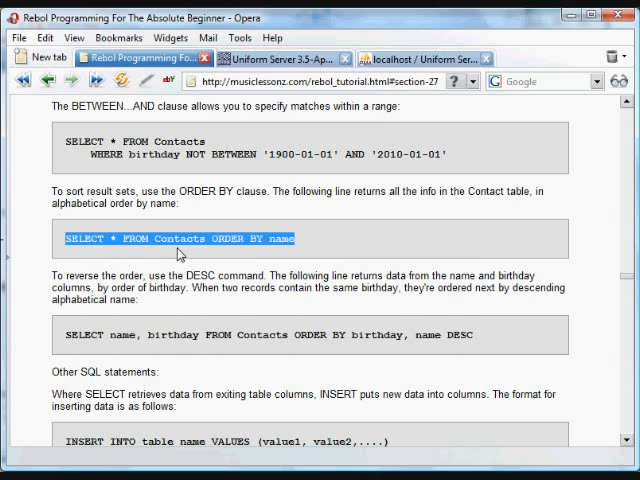 Rebol Programming For The Absolute Beginner - Opera
File Edit View Bookmarks Widgets Mail Tools Help
New tab Rebol Programming Fo... Uniform Server 3.5-Ap... localhost / Uniform Ser...
http://musiclessonz.com/rebol_tutorial.html#section-27 ? Google
The BETWEEN...AND clause allows you to specify matches within a range:
SELECT * FROM Contacts
WHERE birthday NOT BETWEEN '1900-01-01' AND '2010-01-01'
To sort result sets, use the ORDER BY clause. The following line returns all the info in the Contact table, in
alphabetical order by name:
SELECT * FROM Contacts ORDER BY name
To reverse the order, use the DESC command. The following line returns data from the name and birthday
columns, by order of birthday. When two records contain the same birthday, they're ordered next by descending
alphabetical name:
SELECT name, birthday FROM Contacts ORDER BY birthday, name DESC
Other SQL statements:
Where SELECT retrieves data from exiting table columns, INSERT puts new data into columns. The format for
inserting data is as follows:
INSERT INTO table_name VALUES (value1, value2,....)